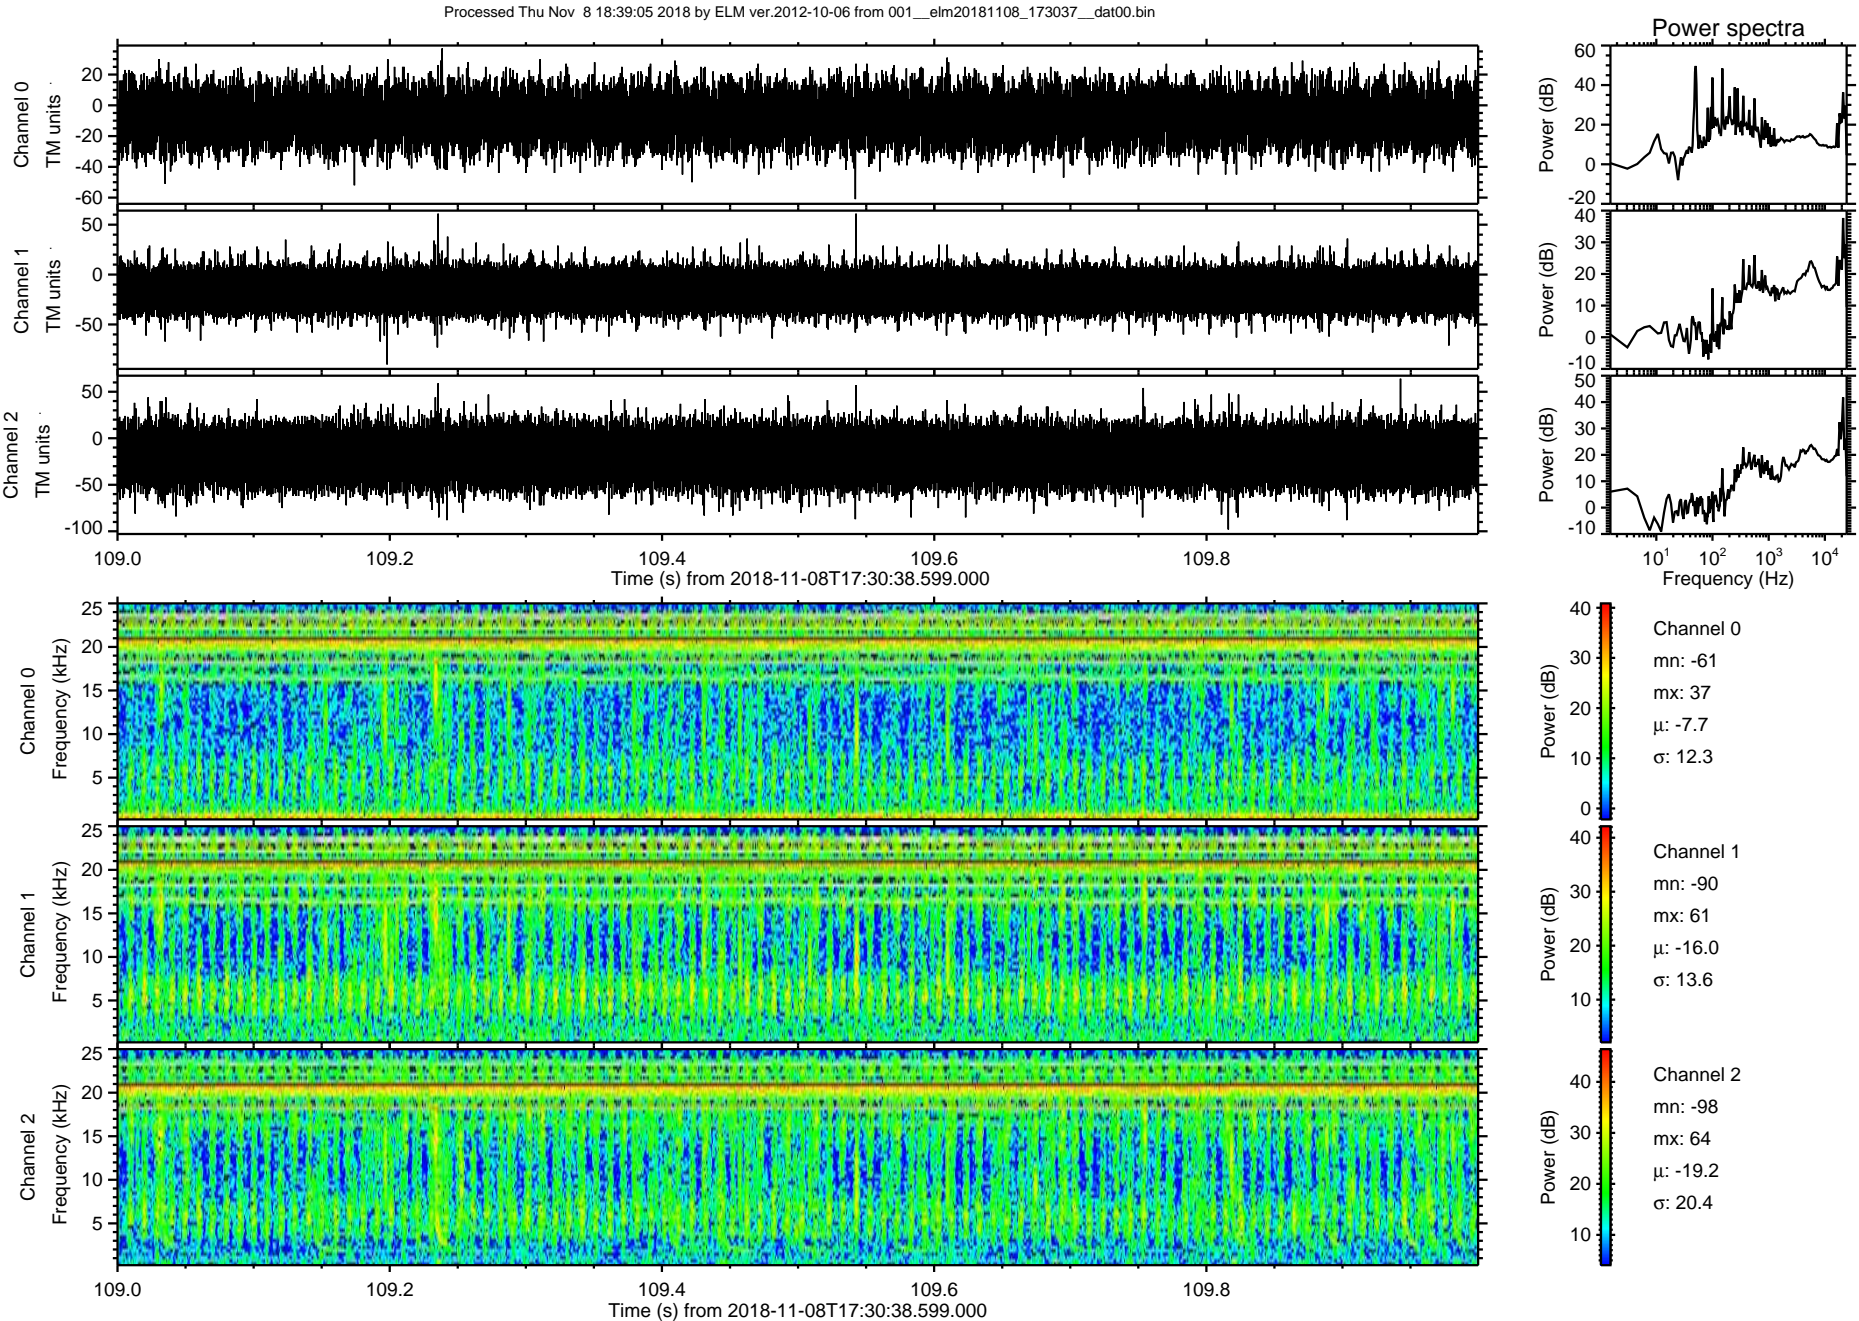 Processed Thu Nov  8 18:39:05 2018 by ELM ver.2012-10-06 from 001__elm20181108_173037__dat00.bin
Power spectra
Channel 0
TM units
20
0
-20
-40
-60
Power (dB)
60
40
20
0
-20
Channel 1
TM units
50
0
-50
Power (dB)
40
30
20
10
0
-10
Channel 2
TM units
50
0
-50
-100
Power (dB)
50
40
30
20
10
0
-10
109.0 109.2 109.4 109.6 109.8
Time (s) from 2018-11-08T17:30:38.599.000
10¹ 10² 10³ 10⁴
Frequency (Hz)
Channel 0
Frequency (kHz)
25
20
15
10
5
Power (dB)
40
30
20
10
0
Channel 0
mn: -61
mx: 37
μ: -7.7
σ: 12.3
Channel 1
Frequency (kHz)
25
20
15
10
5
Power (dB)
40
30
20
10
Channel 1
mn: -90
mx: 61
μ: -16.0
σ: 13.6
Channel 2
Frequency (kHz)
25
20
15
10
5
Power (dB)
40
30
20
10
Channel 2
mn: -98
mx: 64
μ: -19.2
σ: 20.4
109.0 109.2 109.4 109.6 109.8
Time (s) from 2018-11-08T17:30:38.599.000